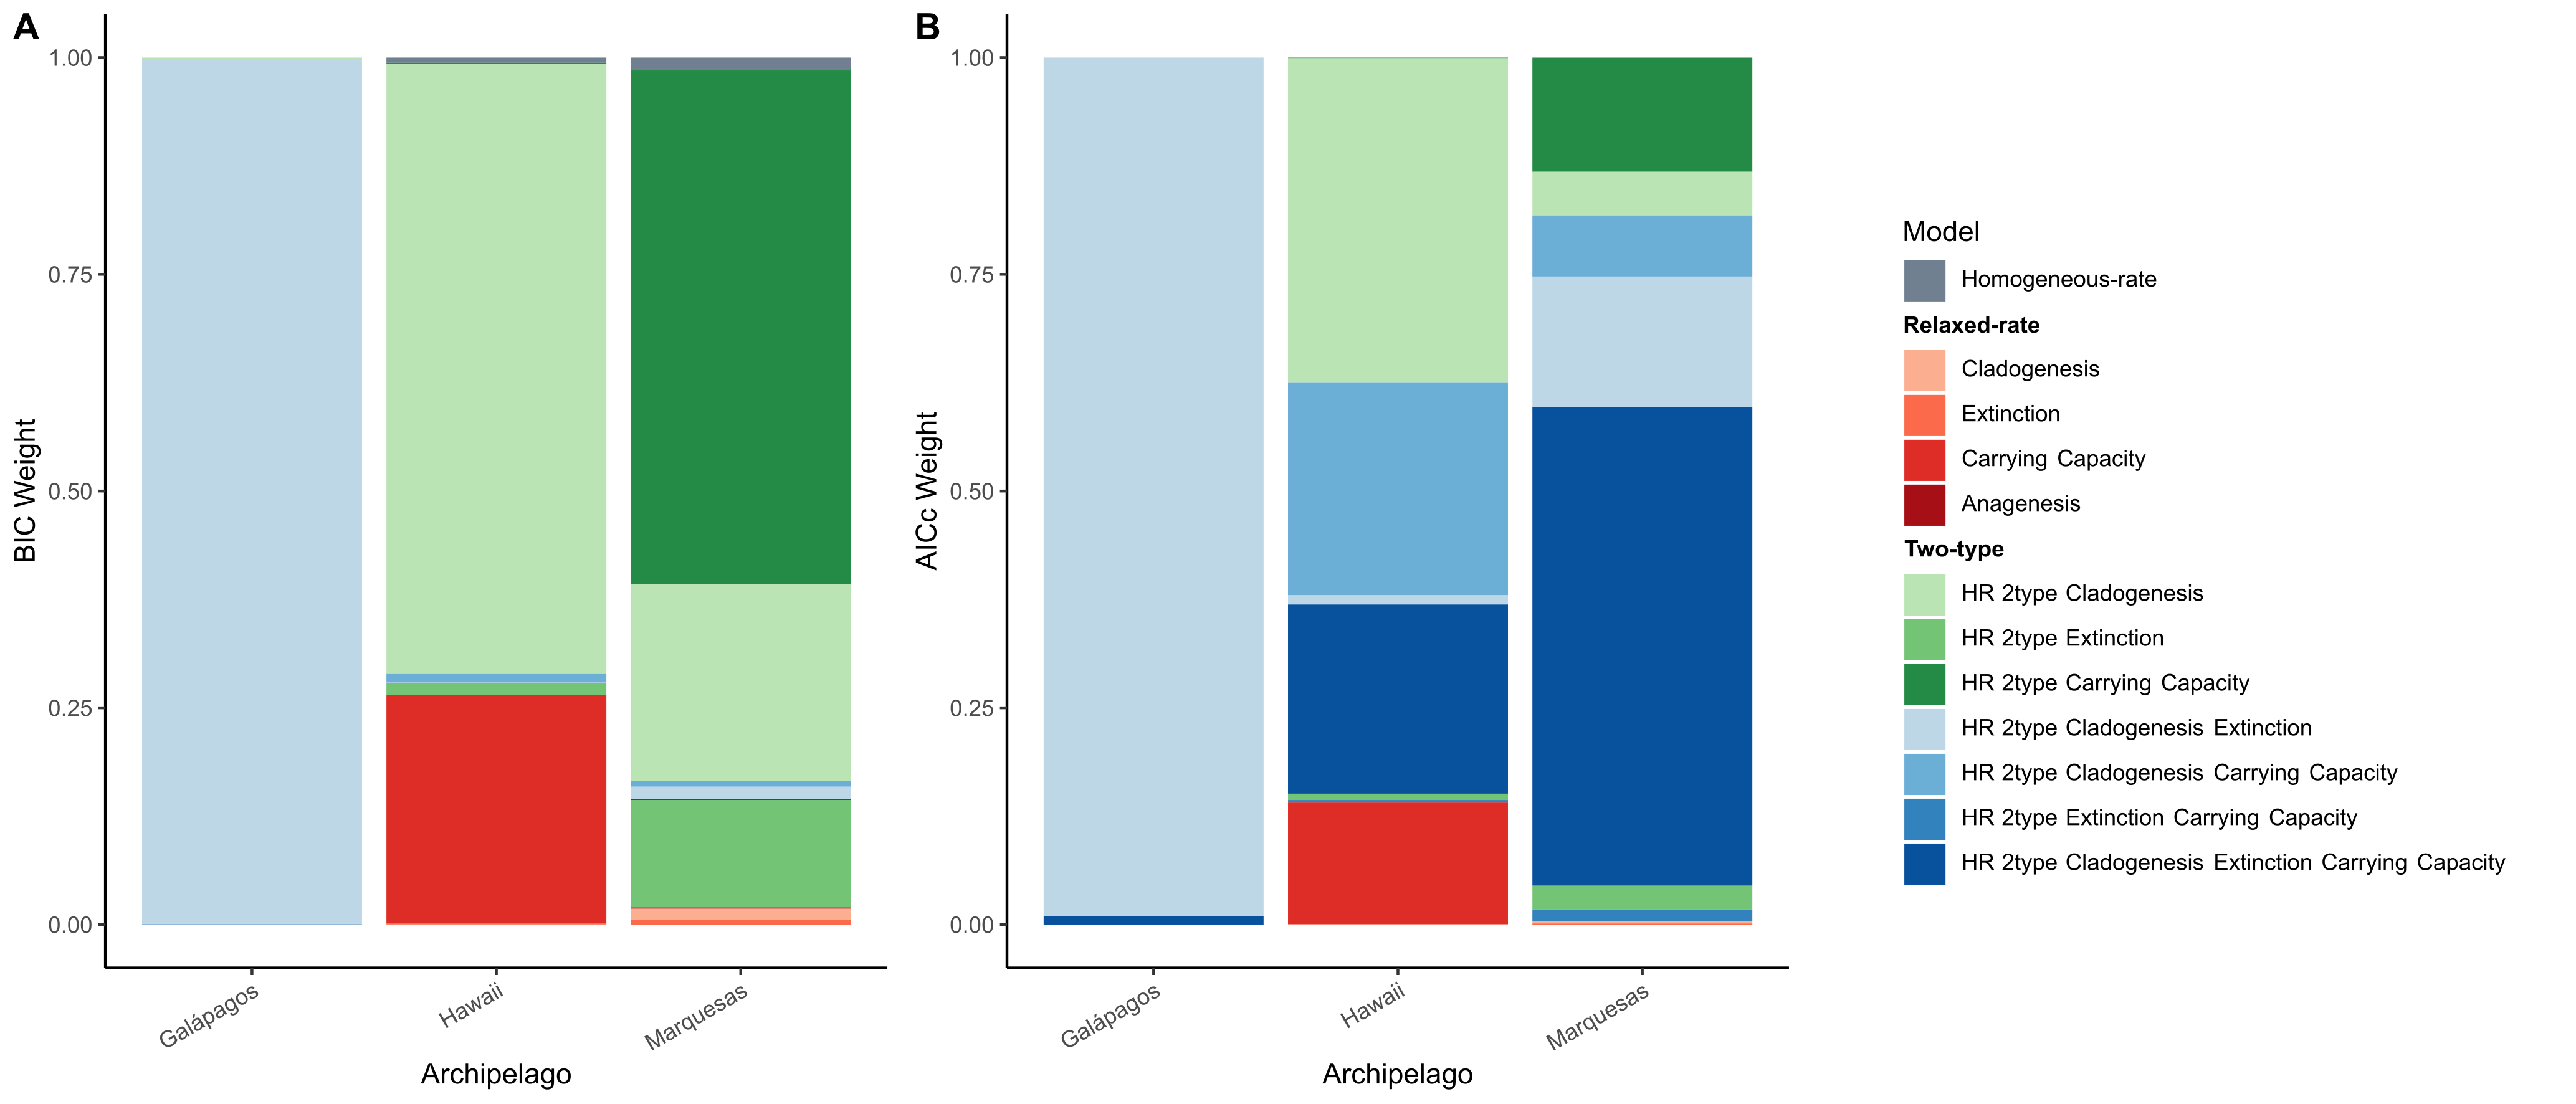 A
1.00
0.75
0.50
0.25
0.00
BIC Weight
Galápagos
Hawaii
Marquesas
Archipelago
B
1.00
0.75
0.50
0.25
0.00
AICc Weight
Galápagos
Hawaii
Marquesas
Archipelago
Model
Homogeneous-rate
Relaxed-rate
Cladogenesis
Extinction
Carrying Capacity
Anagenesis
Two-type
HR 2type Cladogenesis
HR 2type Extinction
HR 2type Carrying Capacity
HR 2type Cladogenesis Extinction
HR 2type Cladogenesis Carrying Capacity
HR 2type Extinction Carrying Capacity
HR 2type Cladogenesis Extinction Carrying Capacity